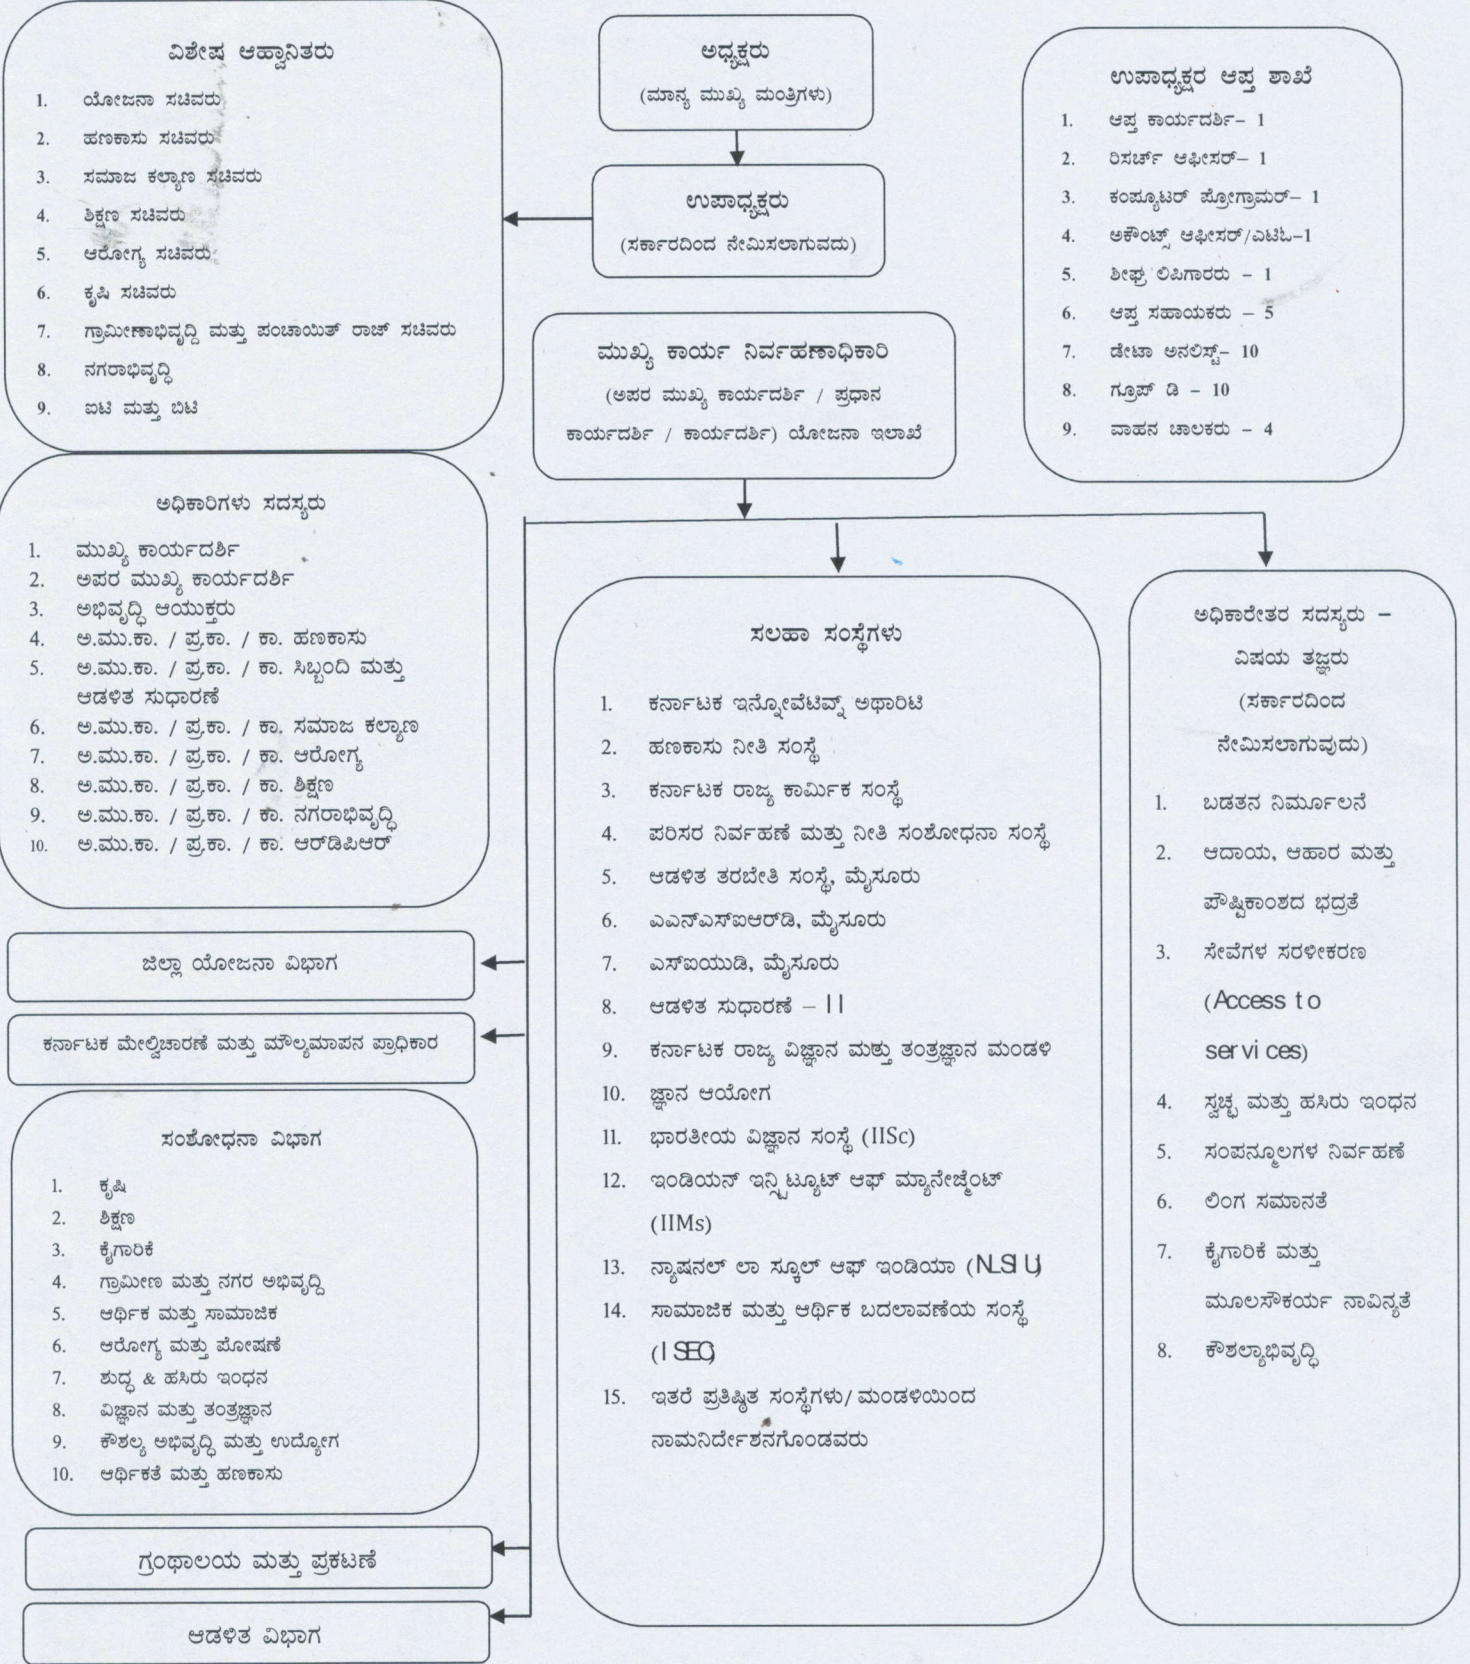 ವಿಶೇಷ ಆಹ್ವಾನಿತರು
1. ಯೋಜನಾ ಸಚಿವರು
2. ಹಣಕಾಸು ಸಚಿವರು
3. ಸಮಾಜ ಕಲ್ಯಾಣ ಸಚಿವರು
4. ಶಿಕ್ಷಣ ಸಚಿವರು
5. ಆರೋಗ್ಯ ಸಚಿವರು
6. ಕೃಷಿ ಸಚಿವರು
7. ಗ್ರಾಮೀಣಾಭಿವೃದ್ದಿ ಮತ್ತು ಪಂಚಾಯಿತ್ ರಾಜ್ ಸಚಿವರು
8. ನಗರಾಭಿವೃದ್ಧಿ
9. ಐಟಿ ಮತ್ತು ಬಿಟಿ
ಅಧ್ಯಕ್ಷರು
(ಮಾನ್ಯ ಮುಖ್ಯ ಮಂತ್ರಿಗಳು)
ಉಪಾಧ್ಯಕ್ಷರು
(ಸರ್ಕಾರದಿಂದ ನೇಮಿಸಲಾಗುವದು)
ಮುಖ್ಯ ಕಾರ್ಯ ನಿರ್ವಹಣಾಧಿಕಾರಿ
(ಅಪರ ಮುಖ್ಯ ಕಾರ್ಯದರ್ಶಿ / ಪ್ರಧಾನ
ಕಾರ್ಯದರ್ಶಿ / ಕಾರ್ಯದರ್ಶಿ) ಯೋಜನಾ ಇಲಾಖೆ
ಉಪಾಧ್ಯಕ್ಷರ ಆಪ್ತ ಶಾಖೆ
1. ಆಪ್ತ ಕಾರ್ಯದರ್ಶಿ– 1
2. ರಿಸರ್ಚ್ ಆಫೀಸರ್– 1
3. ಕಂಪ್ಯೂಟರ್ ಪ್ರೋಗ್ರಾಮರ್– 1
4. ಅಕೌಂಟ್ಸ್ ಆಫೀಸರ್/ಎಟಿಓ–1
5. ಶೀಘ್ರ ಲಿಪಿಗಾರರು - 1
6. ಆಪ್ತ ಸಹಾಯಕರು – 5
7. ಡೇಟಾ ಅನಲಿಸ್ಟ್– 10
8. ಗ್ರೂಪ್ ಡಿ – 10
9. ವಾಹನ ಚಾಲಕರು – 4
ಅಧಿಕಾರಿಗಳು ಸದಸ್ಯರು
1. ಮುಖ್ಯ ಕಾರ್ಯದರ್ಶಿ
2. ಅಪರ ಮುಖ್ಯ ಕಾರ್ಯದರ್ಶಿ
3. ಅಭಿವೃದ್ಧಿ ಆಯುಕ್ತರು
4. ಅ.ಮು.ಕಾ. / ಪ್ರ.ಕಾ. / ಕಾ. ಹಣಕಾಸು
5. ಅ.ಮು.ಕಾ. / ಪ್ರ.ಕಾ. / ಕಾ. ಸಿಬ್ಬಂದಿ ಮತ್ತು
ಆಡಳಿತ ಸುಧಾರಣೆ
6. ಅ.ಮು.ಕಾ. / ಪ್ರ.ಕಾ. / ಕಾ. ಸಮಾಜ ಕಲ್ಯಾಣ
7. ಅ.ಮು.ಕಾ. / ಪ್ರ.ಕಾ. / ಕಾ. ಆರೋಗ್ಯ
8. ಅ.ಮು.ಕಾ. / ಪ್ರ.ಕಾ. / ಕಾ. ಶಿಕ್ಷಣ
9. ಅ.ಮು.ಕಾ. / ಪ್ರ.ಕಾ. / ಕಾ. ನಗರಾಭಿವೃದ್ಧಿ
10. ಅ.ಮು.ಕಾ. / ಪ್ರ.ಕಾ. / ಕಾ. ಆರ್‌ಡಿಪಿಆರ್
ಜಿಲ್ಲಾ ಯೋಜನಾ ವಿಭಾಗ
ಕರ್ನಾಟಕ ಮೇಲ್ವಿಚಾರಣೆ ಮತ್ತು ಮೌಲ್ಯಮಾಪನ ಪ್ರಾಧಿಕಾರ
ಸಂಶೋಧನಾ ವಿಭಾಗ
1. ಕೃಷಿ
2. ಶಿಕ್ಷಣ
3. ಕೈಗಾರಿಕೆ
4. ಗ್ರಾಮೀಣ ಮತ್ತು ನಗರ ಅಭಿವೃದ್ದಿ
5. ಆರ್ಥಿಕ ಮತ್ತು ಸಾಮಾಜಿಕ
6. ಆರೋಗ್ಯ ಮತ್ತು ಪೋಷಣೆ
7. ಶುದ್ಧ & ಹಸಿರು ಇಂಧನ
8. ವಿಜ್ಞಾನ ಮತ್ತು ತಂತ್ರಜ್ಞಾನ
9. ಕೌಶಲ್ಯ ಅಭಿವೃದ್ಧಿ ಮತ್ತು ಉದ್ಯೋಗ
10. ಆರ್ಥಿಕತೆ ಮತ್ತು ಹಣಕಾಸು
ಗ್ರಂಥಾಲಯ ಮತ್ತು ಪ್ರಕಟಣೆ
ಆಡಳಿತ ವಿಭಾಗ
ಸಲಹಾ ಸಂಸ್ಥೆಗಳು
1. ಕರ್ನಾಟಕ ಇನ್ನೋವೆಟಿವ್ನ್ ಅಥಾರಿಟಿ
2. ಹಣಕಾಸು ನೀತಿ ಸಂಸ್ಥೆ
3. ಕರ್ನಾಟಕ ರಾಜ್ಯ ಕಾರ್ಮಿಕ ಸಂಸ್ಥೆ
4. ಪರಿಸರ ನಿರ್ವಹಣೆ ಮತ್ತು ನೀತಿ ಸಂಶೋಧನಾ ಸಂಸ್ಥೆ
5. ಆಡಳಿತ ತರಬೇತಿ ಸಂಸ್ಥೆ, ಮೈಸೂರು
6. ಎಎನ್‌ಎಸ್‌ಐಆರ್‌ಡಿ, ಮೈಸೂರು
7. ಎಸ್‌ಐಯುಡಿ, ಮೈಸೂರು
8. ಆಡಳಿತ ಸುಧಾರಣೆ – II
9. ಕರ್ನಾಟಕ ರಾಜ್ಯ ವಿಜ್ಞಾನ ಮತ್ತು ತಂತ್ರಜ್ಞಾನ ಮಂಡಳಿ
10. ಜ್ಞಾನ ಆಯೋಗ
11. ಭಾರತೀಯ ವಿಜ್ಞಾನ ಸಂಸ್ಥೆ (IISc)
12. ಇಂಡಿಯನ್ ಇನ್ಸ್ಟಿಟ್ಯೂಟ್ ಆಫ್ ಮ್ಯಾನೇಜ್ಮೆಂಟ್
(IIMs)
13. ನ್ಯಾಷನಲ್ ಲಾ ಸ್ಕೂಲ್ ಆಫ್ ಇಂಡಿಯಾ (NLSIU)
14. ಸಾಮಾಜಿಕ ಮತ್ತು ಆರ್ಥಿಕ ಬದಲಾವಣೆಯ ಸಂಸ್ಥೆ
(ISEC)
15. ಇತರೆ ಪ್ರತಿಷ್ಠಿತ ಸಂಸ್ಥೆಗಳು/ ಮಂಡಳಿಯಿಂದ
ನಾಮನಿರ್ದೇಶನಗೊಂಡವರು
ಅಧಿಕಾರೇತರ ಸದಸ್ಯರು –
ವಿಷಯ ತಜ್ಞರು
(ಸರ್ಕಾರದಿಂದ
ನೇಮಿಸಲಾಗುವುದು)
1. ಬಡತನ ನಿರ್ಮೂಲನೆ
2. ಆದಾಯ, ಆಹಾರ ಮತ್ತು
ಪೌಷ್ಟಿಕಾಂಶದ ಭದ್ರತೆ
3. ಸೇವೆಗಳ ಸರಳೀಕರಣ
(Access to
services)
4. ಸ್ವಚ್ಛ ಮತ್ತು ಹಸಿರು ಇಂಧನ
5. ಸಂಪನ್ಮೂಲಗಳ ನಿರ್ವಹಣೆ
6. ಲಿಂಗ ಸಮಾನತೆ
7. ಕೈಗಾರಿಕೆ ಮತ್ತು
ಮೂಲಸೌಕರ್ಯ ನಾವಿನ್ಯತೆ
8. ಕೌಶಲ್ಯಾಭಿವೃದ್ಧಿ